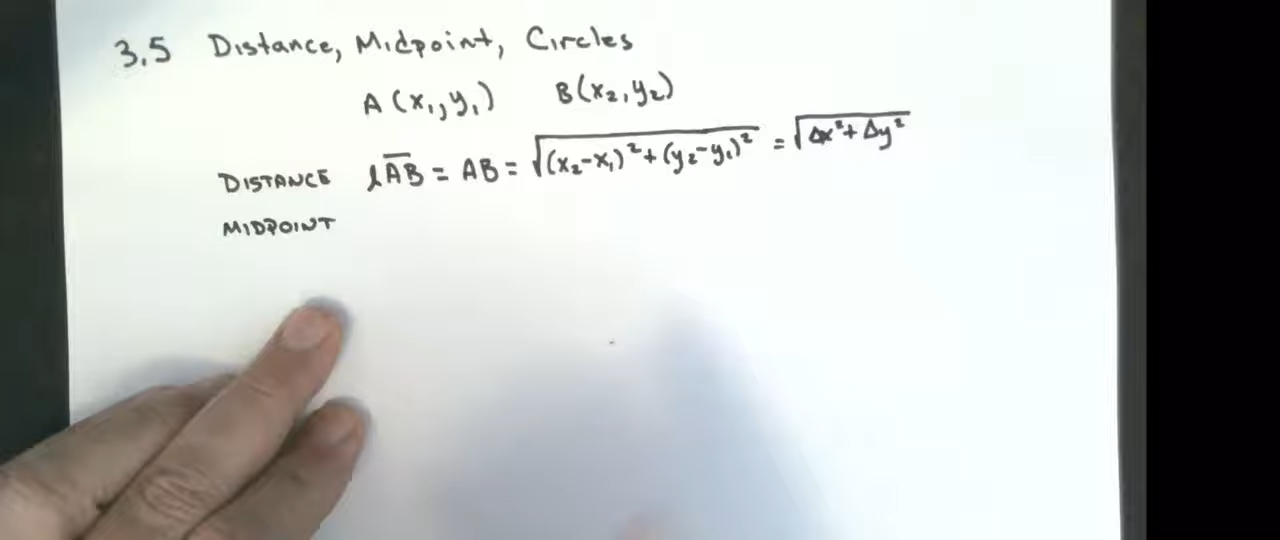 3.5 Distance, Midpoint, Circles
A(x₁,y₁) B(x₂,y₂)
DISTANCE lA̅B̅ = AB = √((x₂-x₁)²+(y₂-y₁)²) = √(Δx²+Δy²)
MIDPOINT